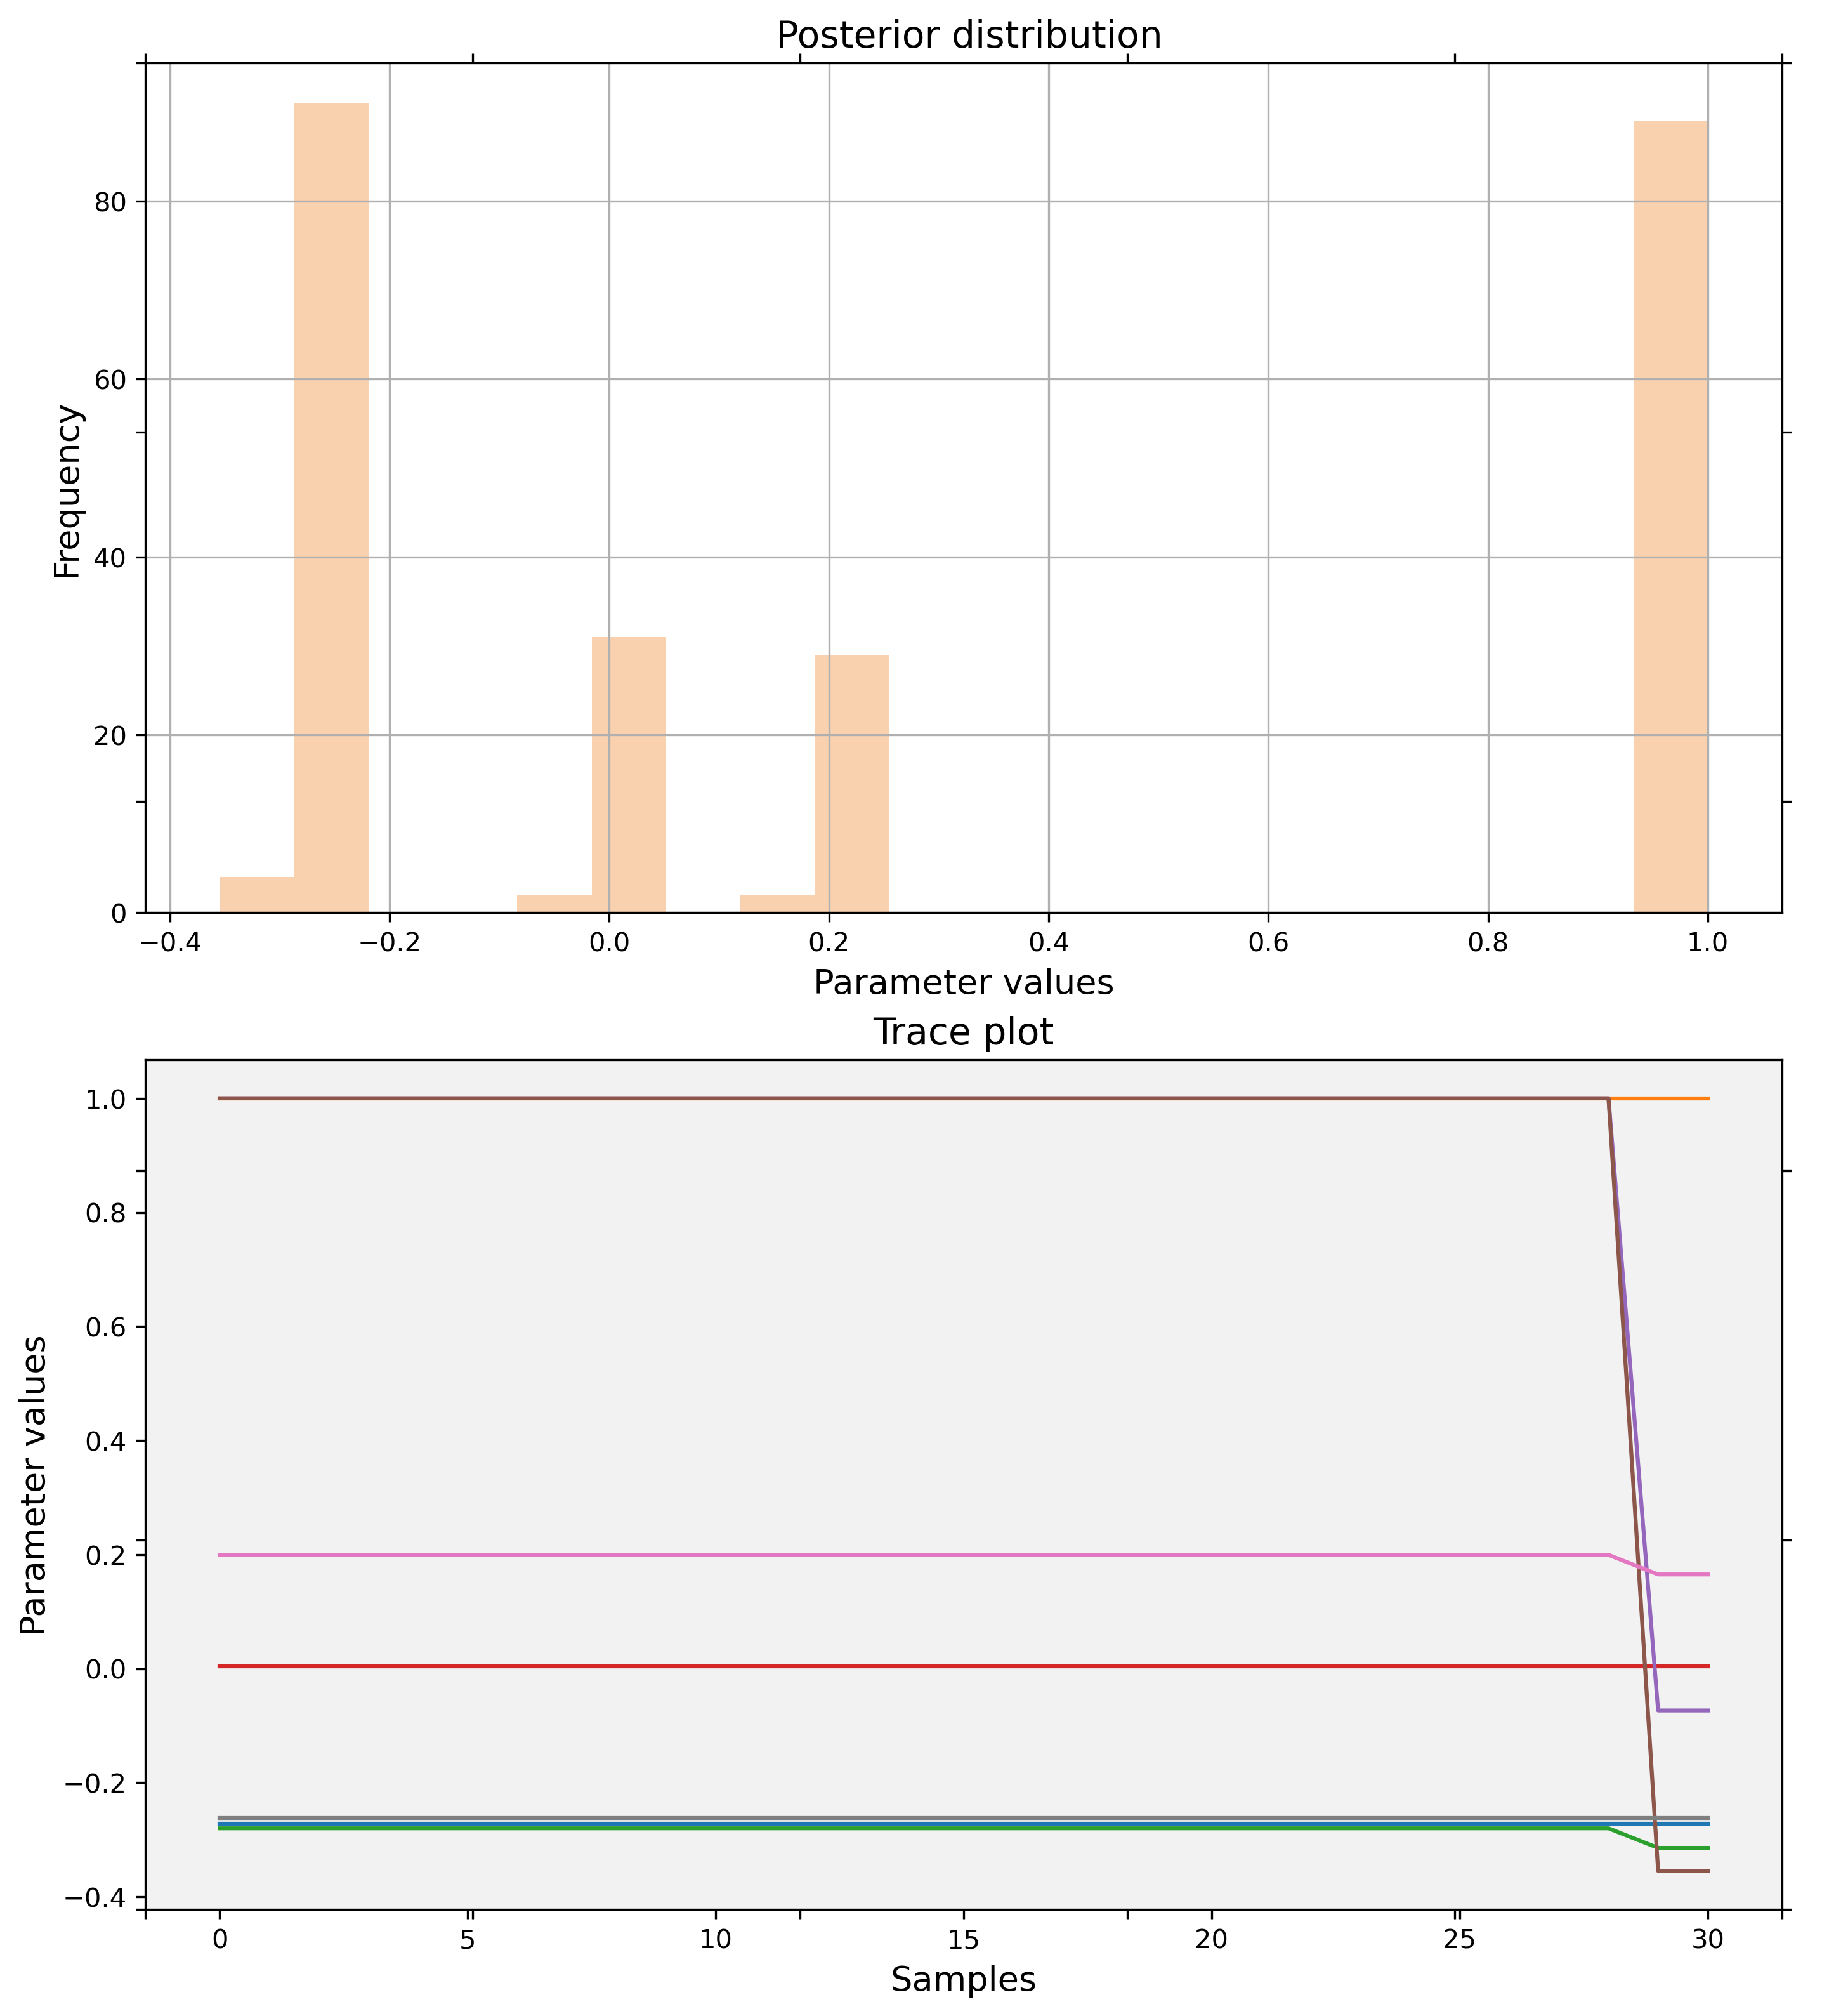 Posterior distribution
Frequency
80
60
40
20
0
−0.4 −0.2 0.0 0.2 0.4 0.6 0.8 1.0
Parameter values
Trace plot
Parameter values
1.0
0.8
0.6
0.4
0.2
0.0
−0.2
−0.4
0 5 10 15 20 25 30
Samples